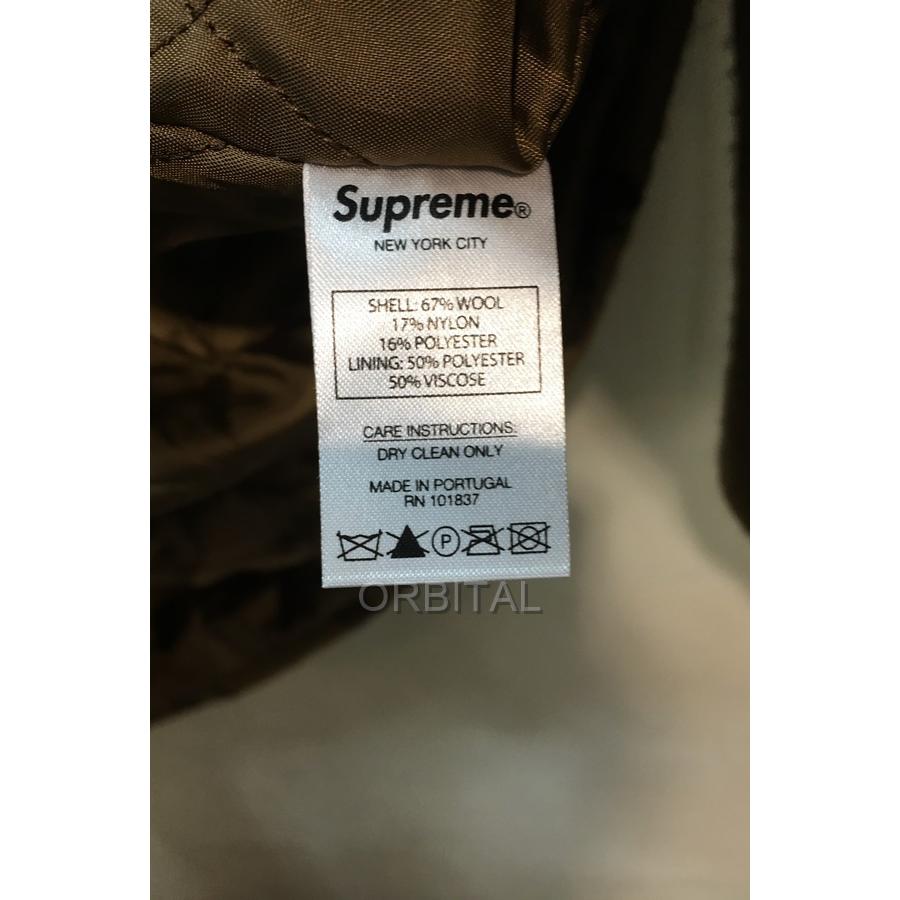 Supreme®
NEW YORK CITY
SHELL: 67% WOOL
17% NYLON
16% POLYESTER
LINING: 50% POLYESTER
50% VISCOSE
CARE INSTRUCTIONS:
DRY CLEAN ONLY
MADE IN PORTUGAL
RN 101837
P
ORBITAL